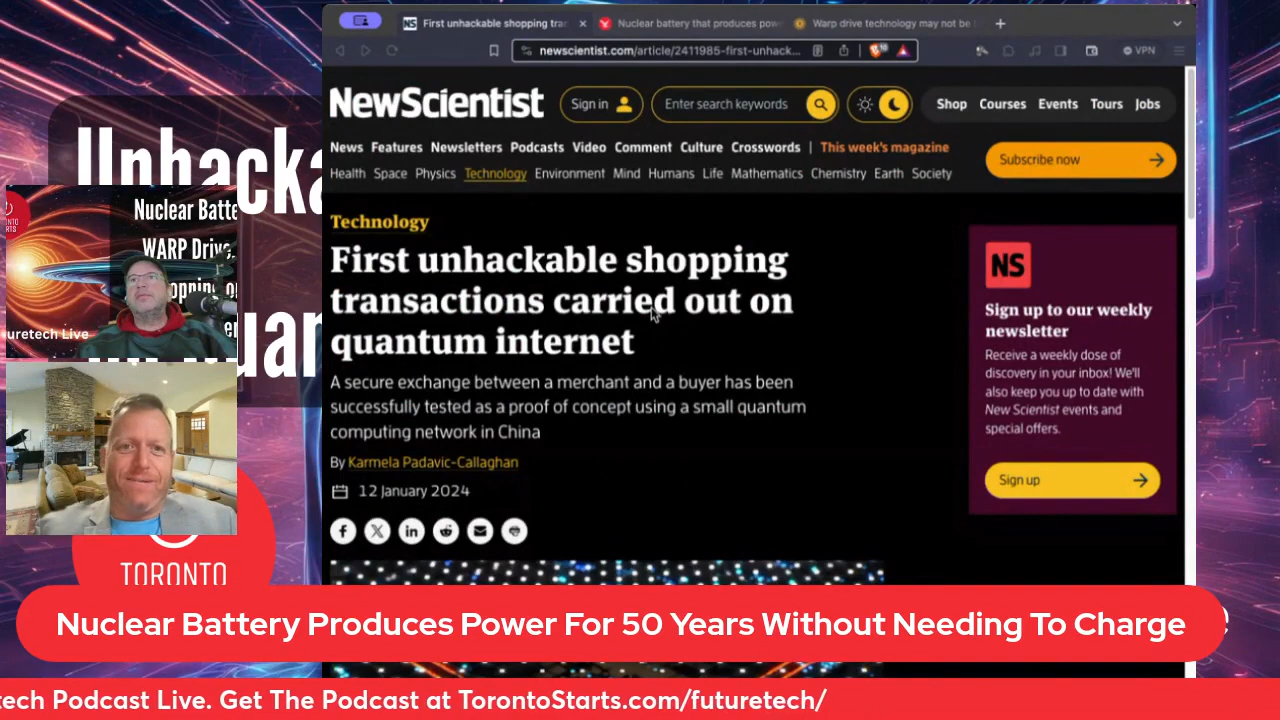 First unhackable shopping tra
Nuclear battery that produces pow
Warp drive technology may not be
newscientist.com/article/2411985-first-unhack...
VPN
NewScientist
Sign in
Enter search keywords
Shop Courses Events Tours Jobs
News Features Newsletters Podcasts Video Comment Culture Crosswords | This week's magazine
Health Space Physics Technology Environment Mind Humans Life Mathematics Chemistry Earth Society
Subscribe now
Technology
First unhackable shopping
transactions carried out on
quantum internet
A secure exchange between a merchant and a buyer has been
successfully tested as a proof of concept using a small quantum
computing network in China
By Karmela Padavic-Callaghan
12 January 2024
NS
Sign up to our weekly
newsletter
Receive a weekly dose of
discovery in your inbox! We'll
also keep you up to date with
New Scientist events and
special offers.
Sign up
Unhacka
Nuclear Batte
WARP Driv
uretech Live
TORONTO
Nuclear Battery Produces Power For 50 Years Without Needing To Charge
tech Podcast Live. Get The Podcast at TorontoStarts.com/futuretech/